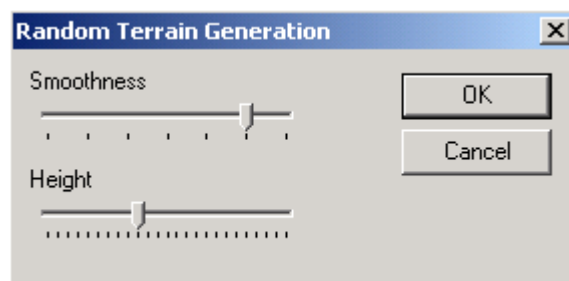 Random Terrain Generation
Smoothness
OK
Cancel
Height